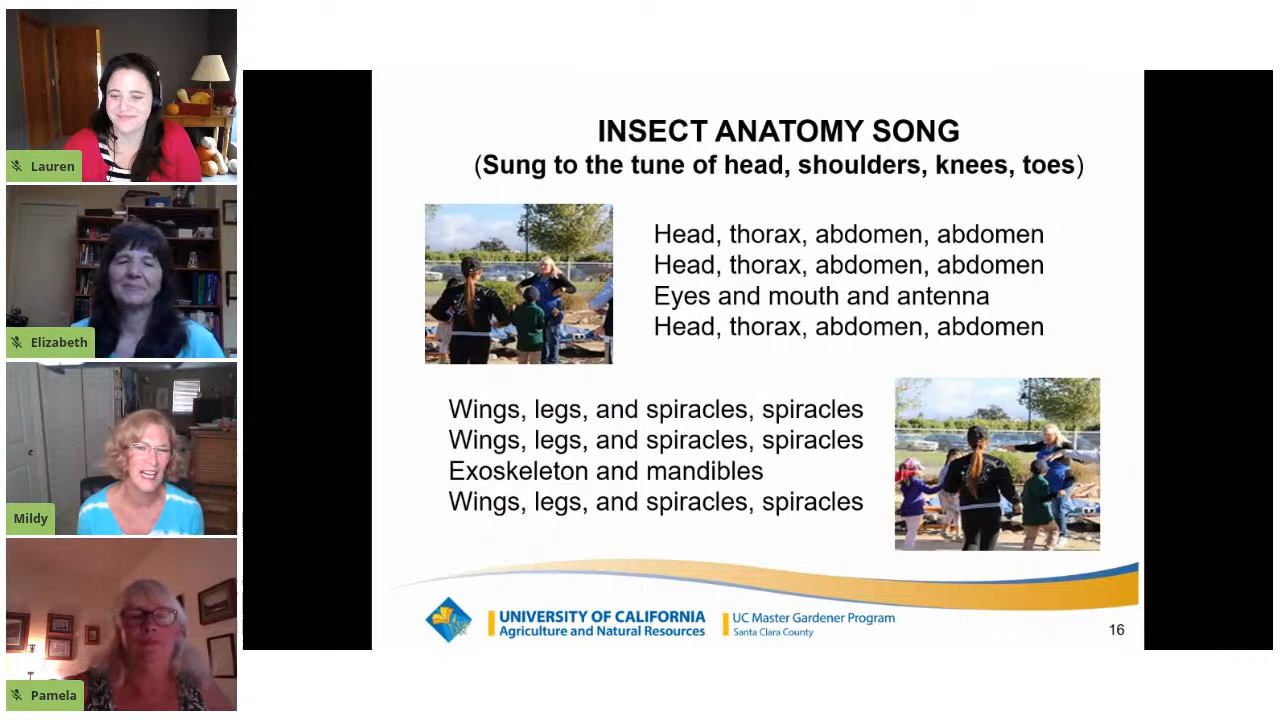 Lauren
Elizabeth
Mildy
Pamela
INSECT ANATOMY SONG
(Sung to the tune of head, shoulders, knees, toes)
Head, thorax, abdomen, abdomen
Head, thorax, abdomen, abdomen
Eyes and mouth and antenna
Head, thorax, abdomen, abdomen
Wings, legs, and spiracles, spiracles
Wings, legs, and spiracles, spiracles
Exoskeleton and mandibles
Wings, legs, and spiracles, spiracles
UNIVERSITY OF CALIFORNIA
Agriculture and Natural Resources
UC Master Gardener Program
Santa Clara County
16